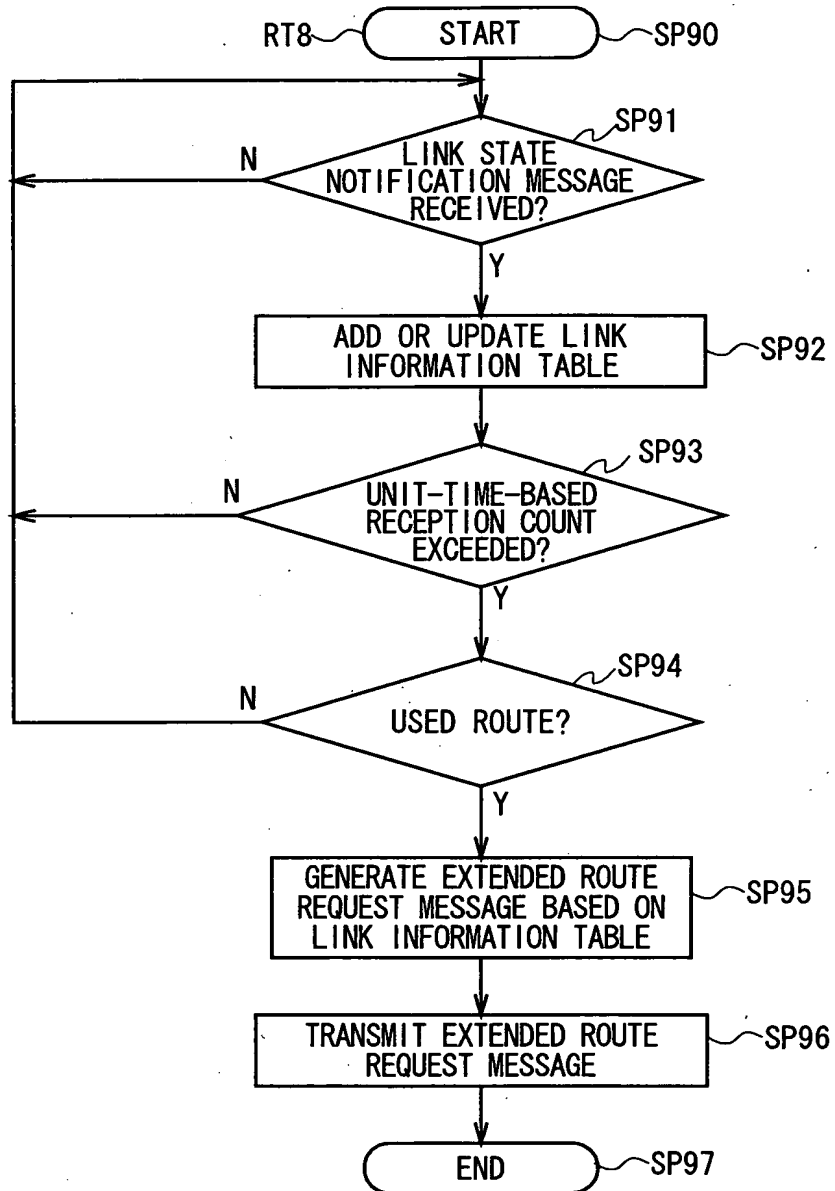 RT8 START SP90
SP91
N LINK STATE
NOTIFICATION MESSAGE
RECEIVED?
Y
ADD OR UPDATE LINK
INFORMATION TABLE
SP92
SP93
N UNIT-TIME-BASED
RECEPTION COUNT
EXCEEDED?
Y
SP94
N
USED ROUTE?
Y
GENERATE EXTENDED ROUTE
REQUEST MESSAGE BASED ON
LINK INFORMATION TABLE
SP95
TRANSMIT EXTENDED ROUTE
REQUEST MESSAGE
SP96
END SP97